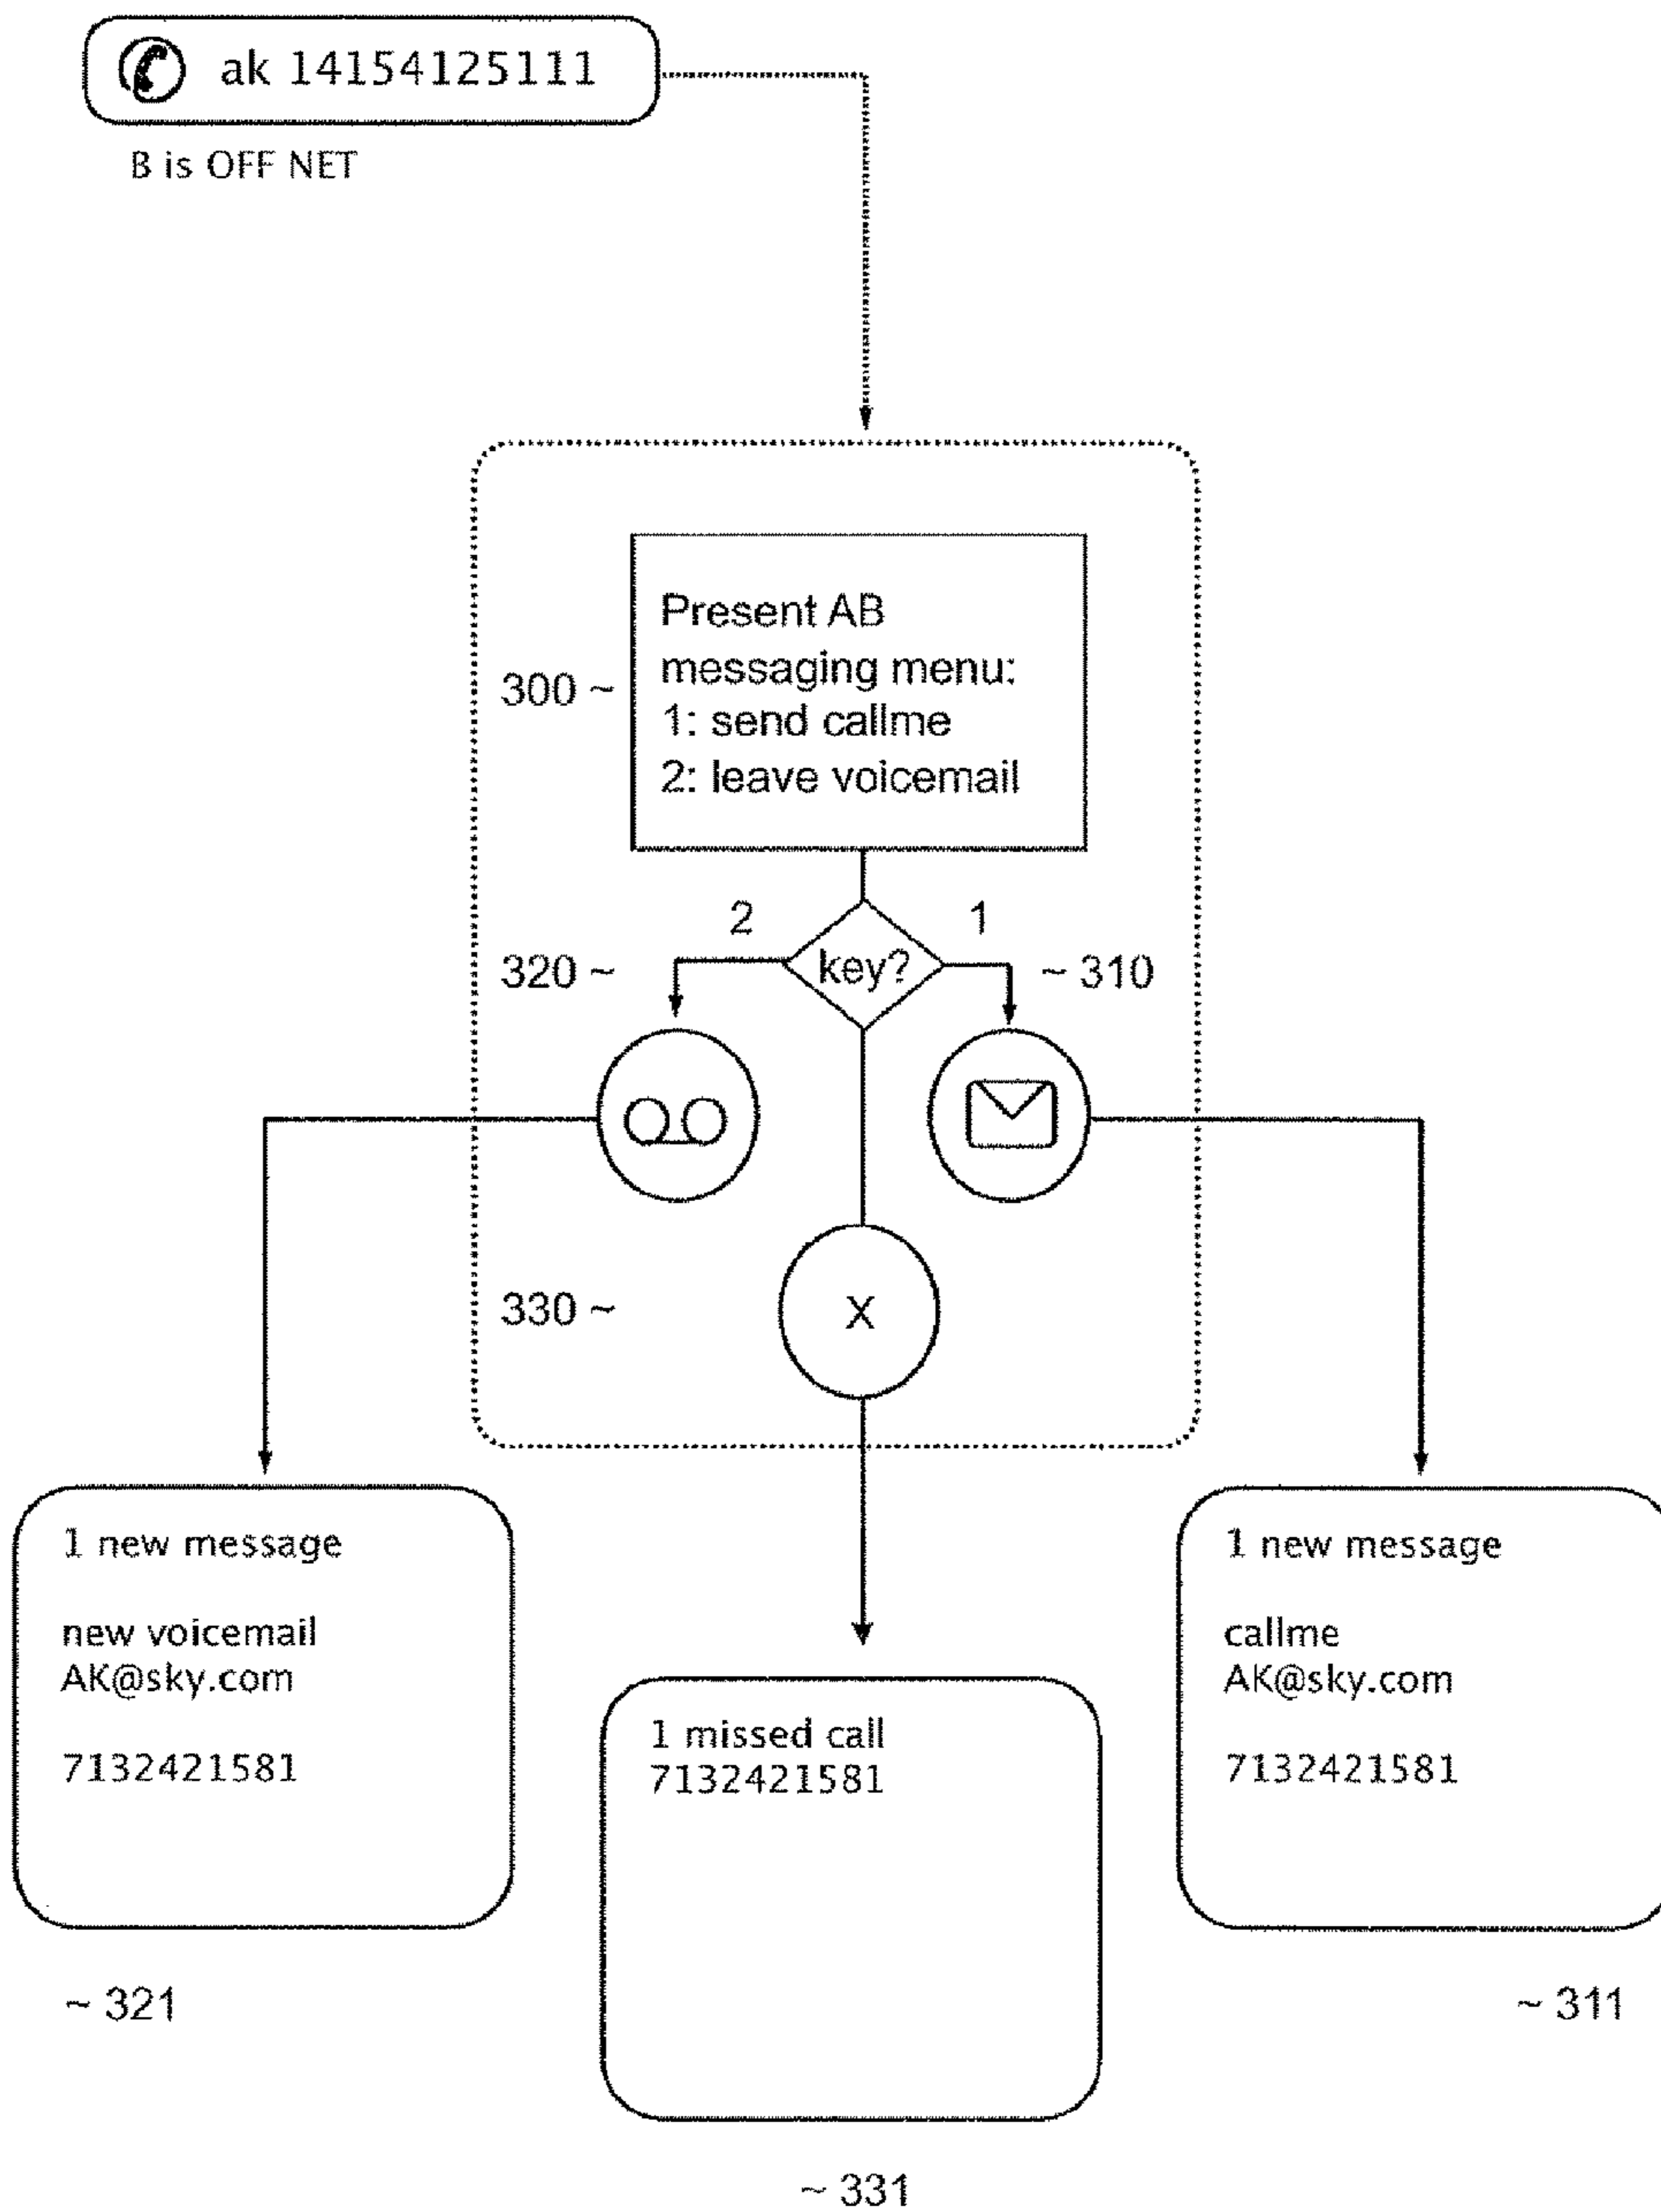 ak 14154125111
B is OFF NET
Present AB
messaging menu:
1: send callme
2: leave voicemail
300 ~
2
1
320 ~
key?
~ 310
330 ~
X
1 new message
new voicemail
AK@sky.com
7132421581
~ 321
1 missed call
7132421581
~ 331
1 new message
callme
AK@sky.com
7132421581
~ 311